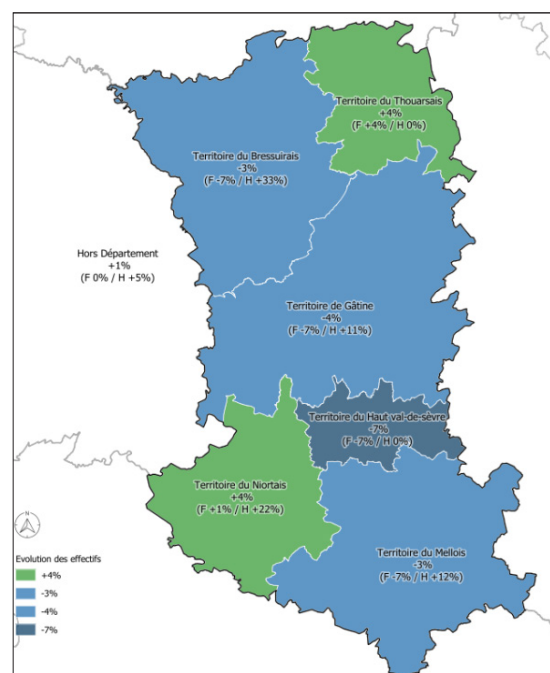 Territoire du Thouarsais
+4%
(F +4% / H 0%)
Territoire du Bressuirais
-3%
(F -7% / H +33%)
Hors Département
+1%
(F 0% / H +5%)
Territoire de Gâtine
-4%
(F -7% / H +11%)
Territoire du Haut val-de-sèvre
-7%
(F -7% / H 0%)
Territoire du Niortais
+4%
(F +1% / H +22%)
Territoire du Mellois
-3%
(F -7% / H +12%)
Evolution des effectifs
+4%
-3%
-4%
-7%